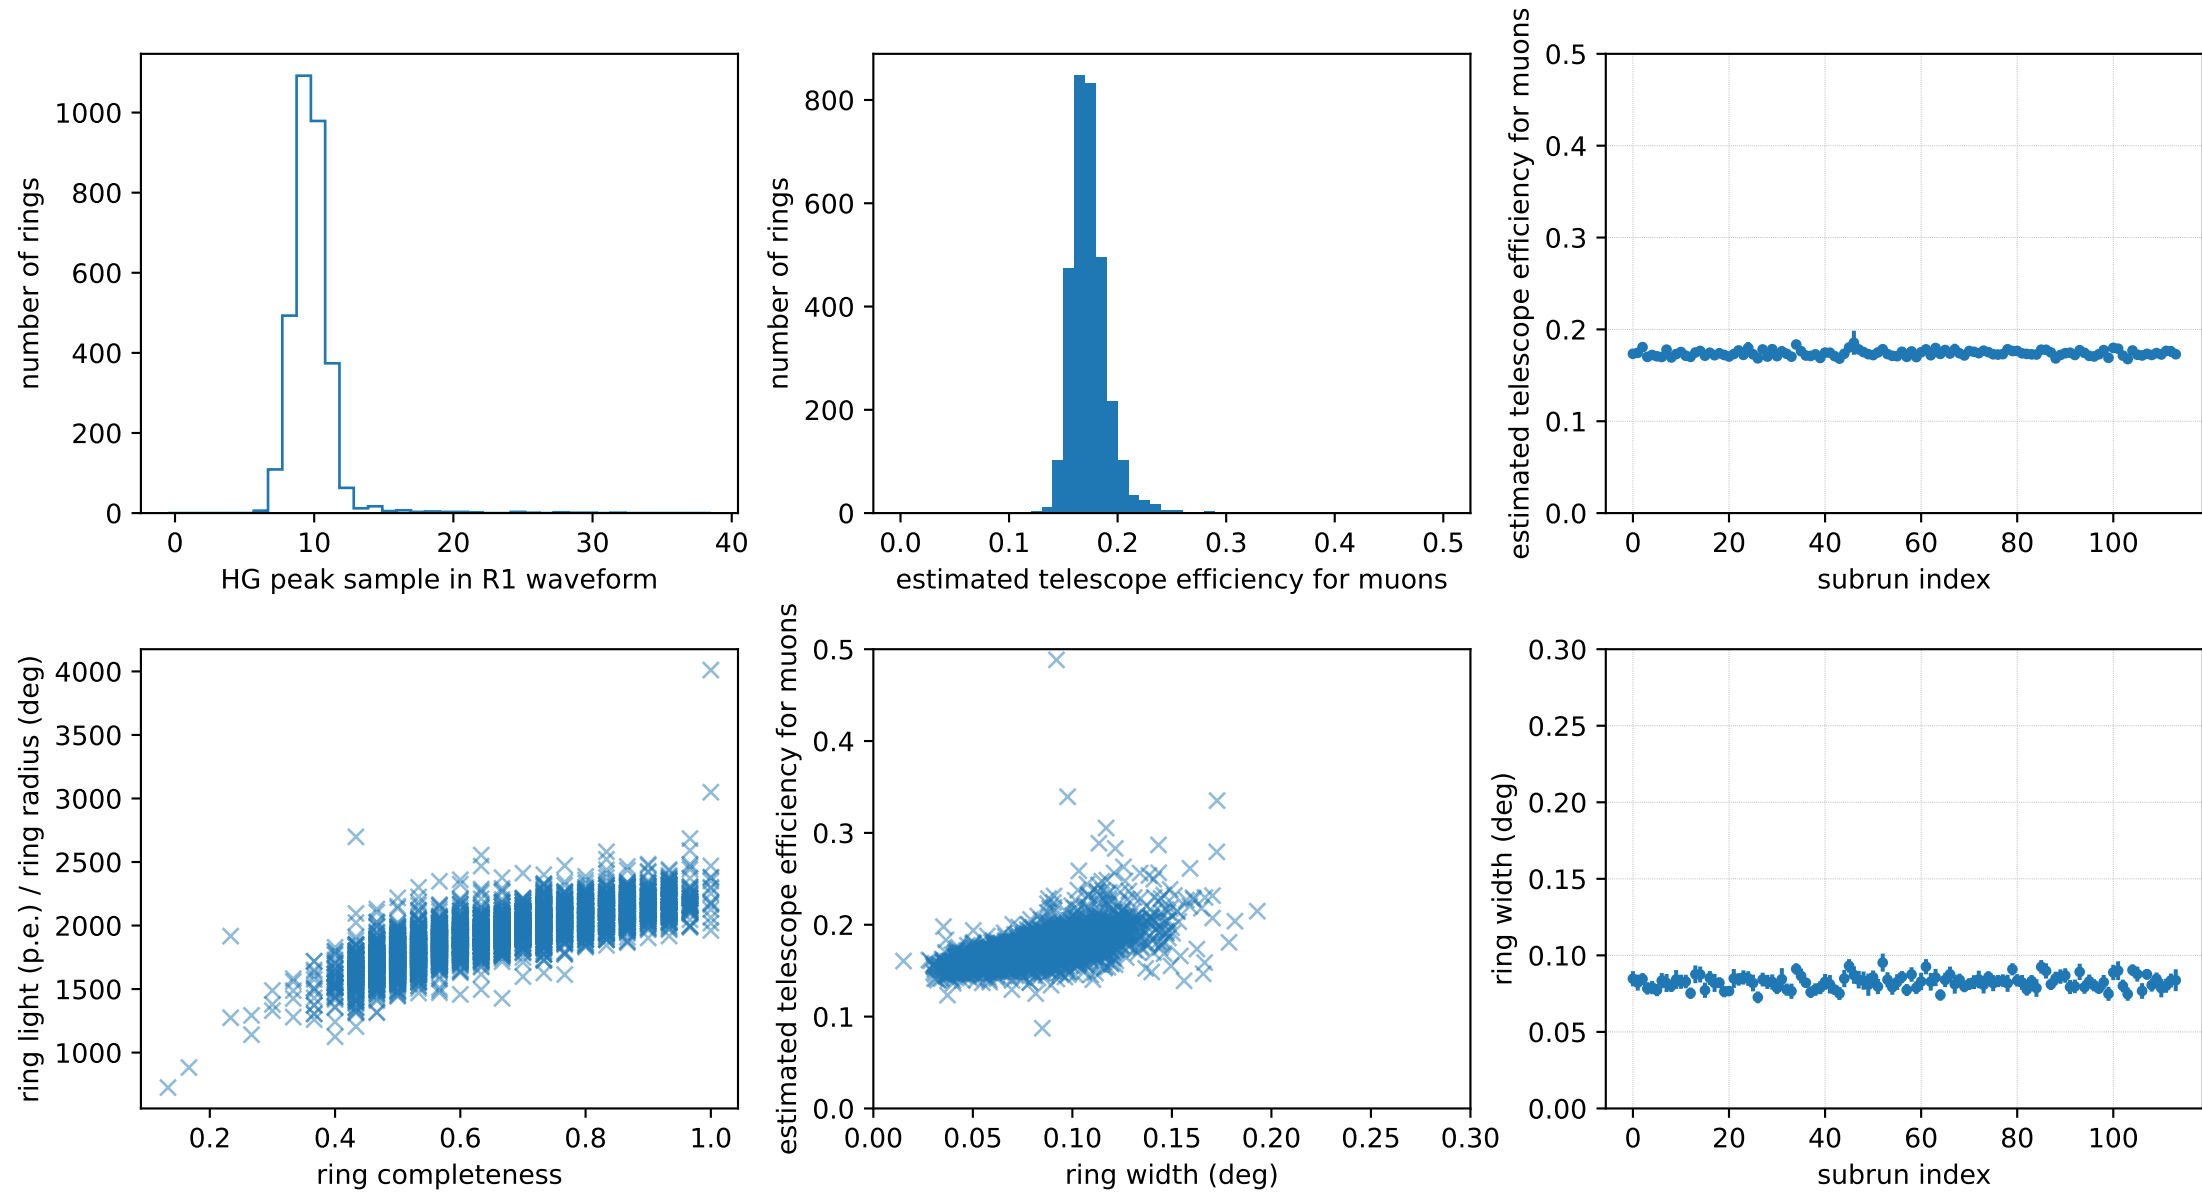 number of rings
1000
800
600
400
200
0
0 10 20 30 40
HG peak sample in R1 waveform
number of rings
800
600
400
200
0
0.0 0.1 0.2 0.3 0.4 0.5
estimated telescope efficiency for muons
estimated telescope efficiency for muons
0.5
0.4
0.3
0.2
0.1
0.0
0 20 40 60 80 100
subrun index
ring light (p.e.) / ring radius (deg)
4000
3500
3000
2500
2000
1500
1000
0.2 0.4 0.6 0.8 1.0
ring completeness
estimated telescope efficiency for muons
0.5
0.4
0.3
0.2
0.1
0.0
0.00 0.05 0.10 0.15 0.20 0.25 0.30
ring width (deg)
ring width (deg)
0.30
0.25
0.20
0.15
0.10
0.05
0.00
0 20 40 60 80 100
subrun index